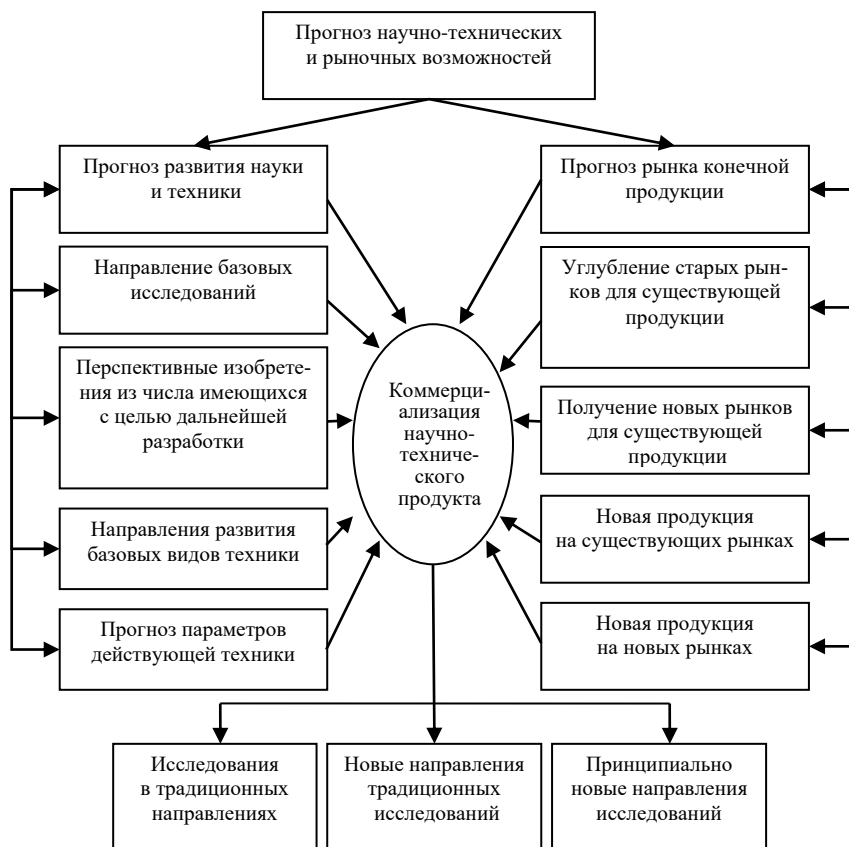 Прогноз научно-технических
и рыночных возможностей
Прогноз развития науки
и техники
Прогноз рынка конечной
продукции
Направление базовых
исследований
Углубление старых рын-
ков для существующей
продукции
Перспективные изобрете-
ния из числа имеющихся
с целью дальнейшей
разработки
Коммерци-
ализация
научно-
техниче-
ского
продукта
Получение новых рынков
для существующей
продукции
Направления развития
базовых видов техники
Новая продукция
на существующих рынках
Прогноз параметров
действующей техники
Новая продукция
на новых рынках
Исследования
в традиционных
направлениях
Новые направления
традиционных
исследований
Принципиально
новые направления
исследований